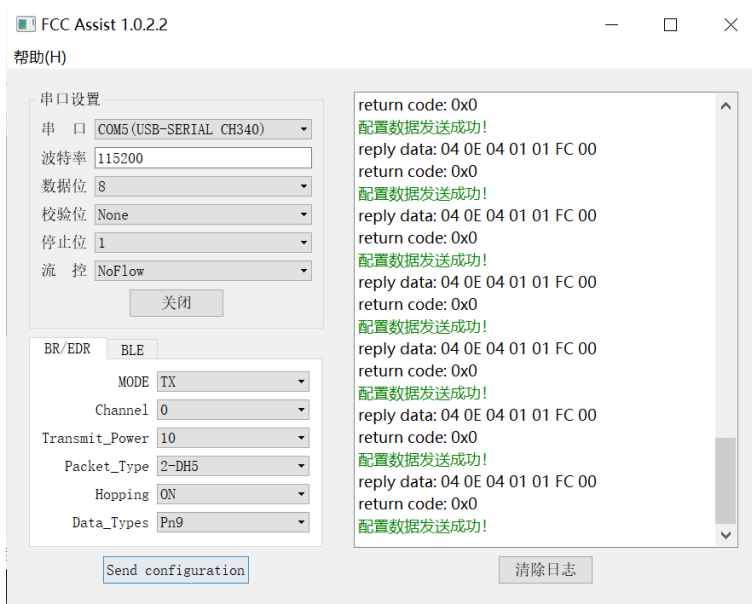 FCC Assist 1.0.2.2
帮助(H)
串口设置
串 口 COM5(USB-SERIAL CH340)
波特率 115200
数据位 8
校验位 None
停止位 1
流 控 NoFlow
关闭
BR/EDR BLE
MODE TX
Channel 0
Transmit_Power 10
Packet_Type 2-DH5
Hopping ON
Data_Types Pn9
Send configuration
return code: 0x0
配置数据发送成功!
reply data: 04 0E 04 01 01 FC 00
return code: 0x0
配置数据发送成功!
reply data: 04 0E 04 01 01 FC 00
return code: 0x0
配置数据发送成功!
reply data: 04 0E 04 01 01 FC 00
return code: 0x0
配置数据发送成功!
reply data: 04 0E 04 01 01 FC 00
return code: 0x0
配置数据发送成功!
reply data: 04 0E 04 01 01 FC 00
return code: 0x0
配置数据发送成功!
reply data: 04 0E 04 01 01 FC 00
return code: 0x0
配置数据发送成功!
清除日志